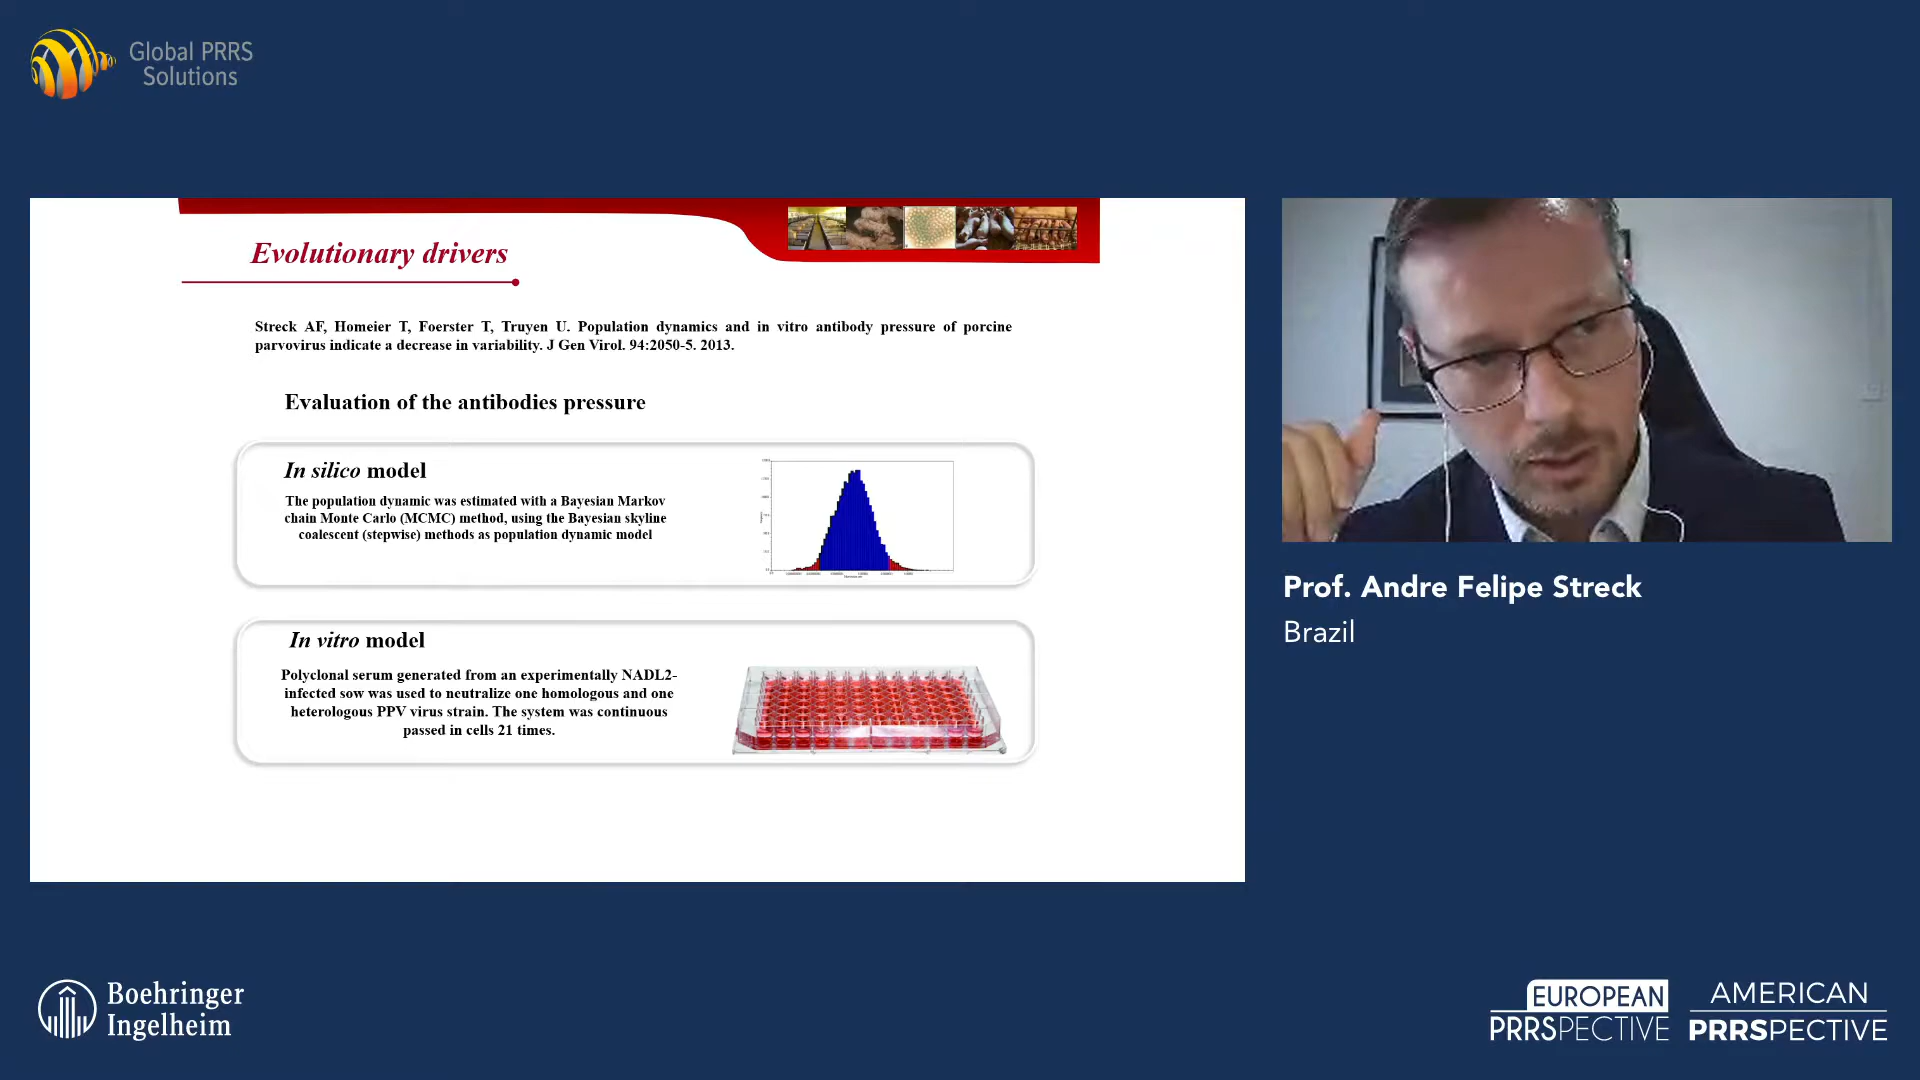 Global PRRS
Solutions
Evolutionary drivers
Streck AF, Homeier T, Foerster T, Truyen U. Population dynamics and in vitro antibody pressure of porcine
parvovirus indicate a decrease in variability. J Gen Virol. 94:2050-5. 2013.
Evaluation of the antibodies pressure
In silico model
The population dynamic was estimated with a Bayesian Markov
chain Monte Carlo (MCMC) method, using the Bayesian skyline
coalescent (stepwise) methods as population dynamic model
In vitro model
Polyclonal serum generated from an experimentally NADL2-
infected sow was used to neutralize one homologous and one
heterologous PPV virus strain. The system was continuous
passed in cells 21 times.
Prof. Andre Felipe Streck
Brazil
Boehringer
Ingelheim
EUROPEAN
PRRSPECTIVE
AMERICAN
PRRSPECTIVE